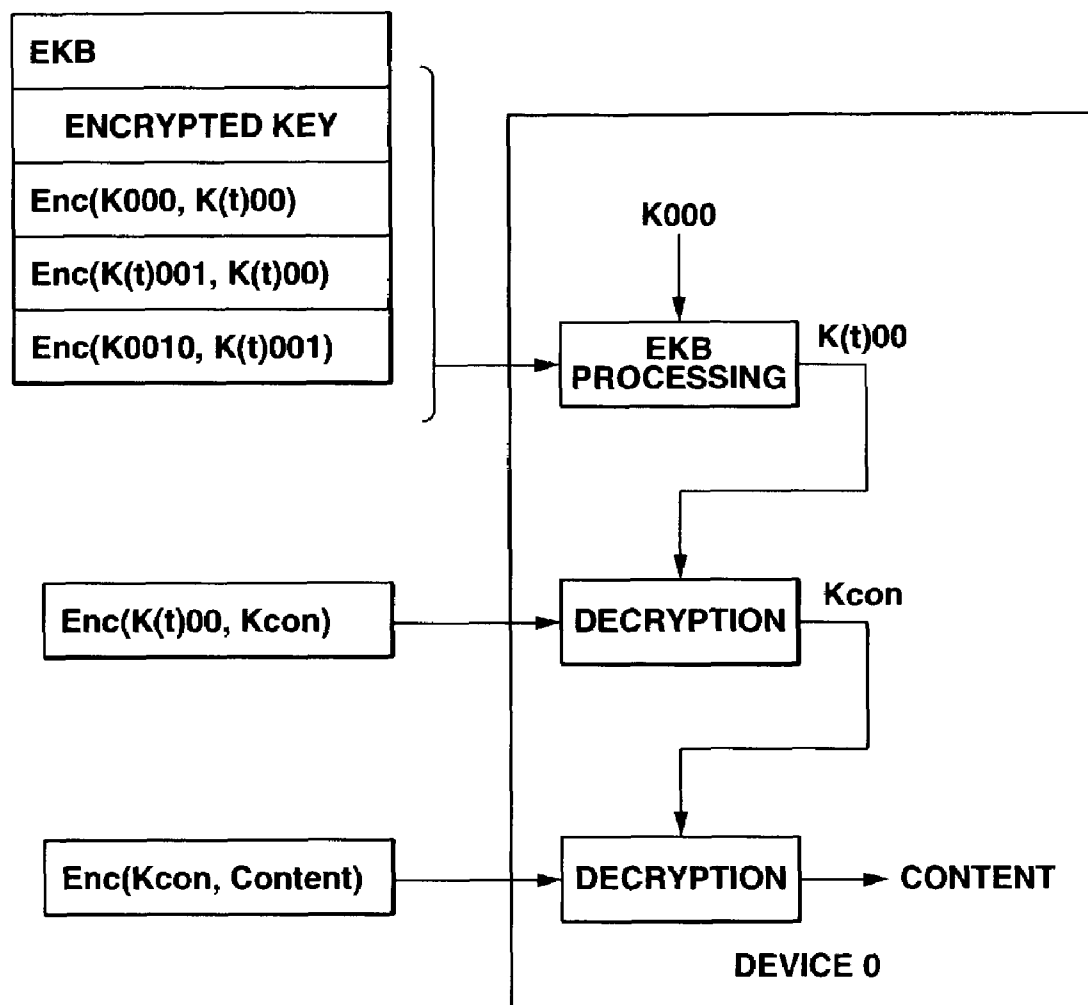 EKB
ENCRYPTED KEY
Enc(K000, K(t)00)
Enc(K(t)001, K(t)00)
Enc(K0010, K(t)001)
K000
EKB
PROCESSING
K(t)00
Enc(K(t)00, Kcon)
DECRYPTION
Kcon
Enc(Kcon, Content)
DECRYPTION
CONTENT
DEVICE 0